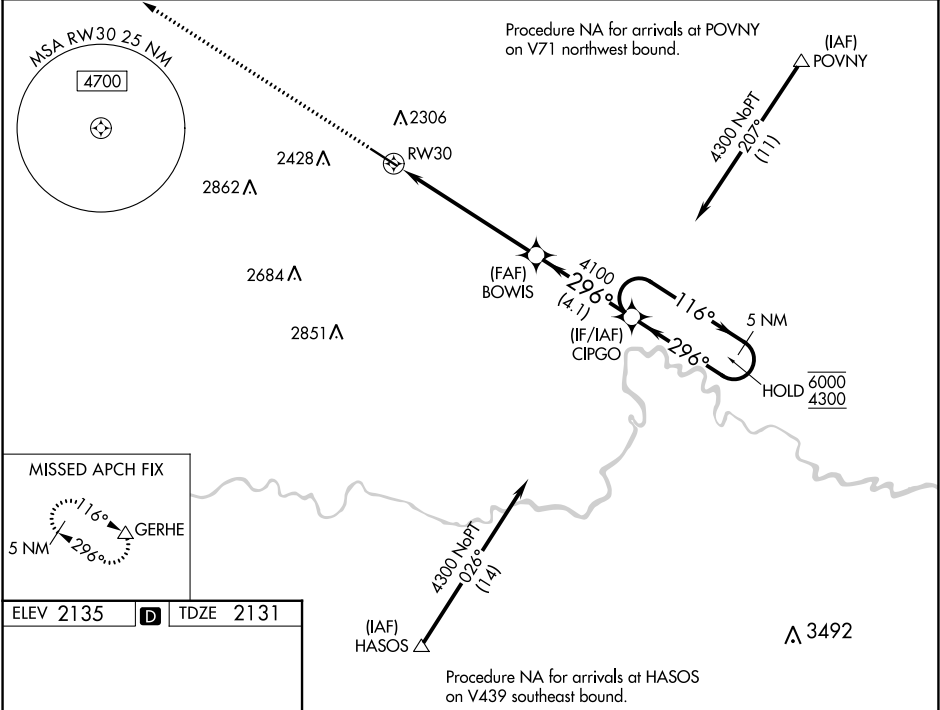 MSA RW30 25 NM
4700
Procedure NA for arrivals at POVNY
on V71 northwest bound.
(IAF)
POVNY
4300 NoPT
207°
(11)
2306
RW30
2428
2862
2684
2851
(FAF)
BOWIS
4100
296°
(4.1)
(IF/IAF)
CIPGO
116°
5 NM
296°
HOLD 6000
4300
MISSED APCH FIX
116°
GERHE
5 NM
296°
4300 NoPT
026°
(14)
(IAF)
HASOS
3492
Procedure NA for arrivals at HASOS
on V439 southeast bound.
ELEV 2135 D TDZE 2131